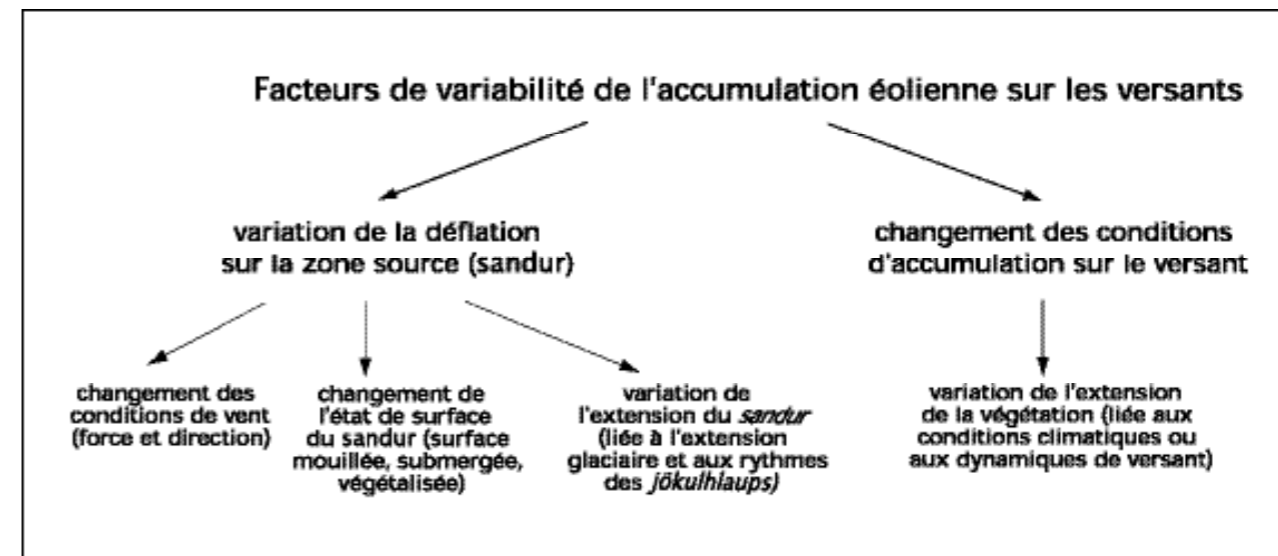 Facteurs de variabilité de l'accumulation éolienne sur les versants
variation de la déflation
sur la zone source (sandur)
changement des conditions
d'accumulation sur le versant
changement des
conditions de vent
(force et direction)
changement de
l'état de surface
du sandur (surface
mouillée, submergée,
végétalisée)
variation de
l'extension du sandur
(liée à l'extension
glaciaire et aux rythmes
des jökulhlaups)
variation de l'extension
de la végétation (liée aux
conditions climatiques ou
aux dynamiques de versant)